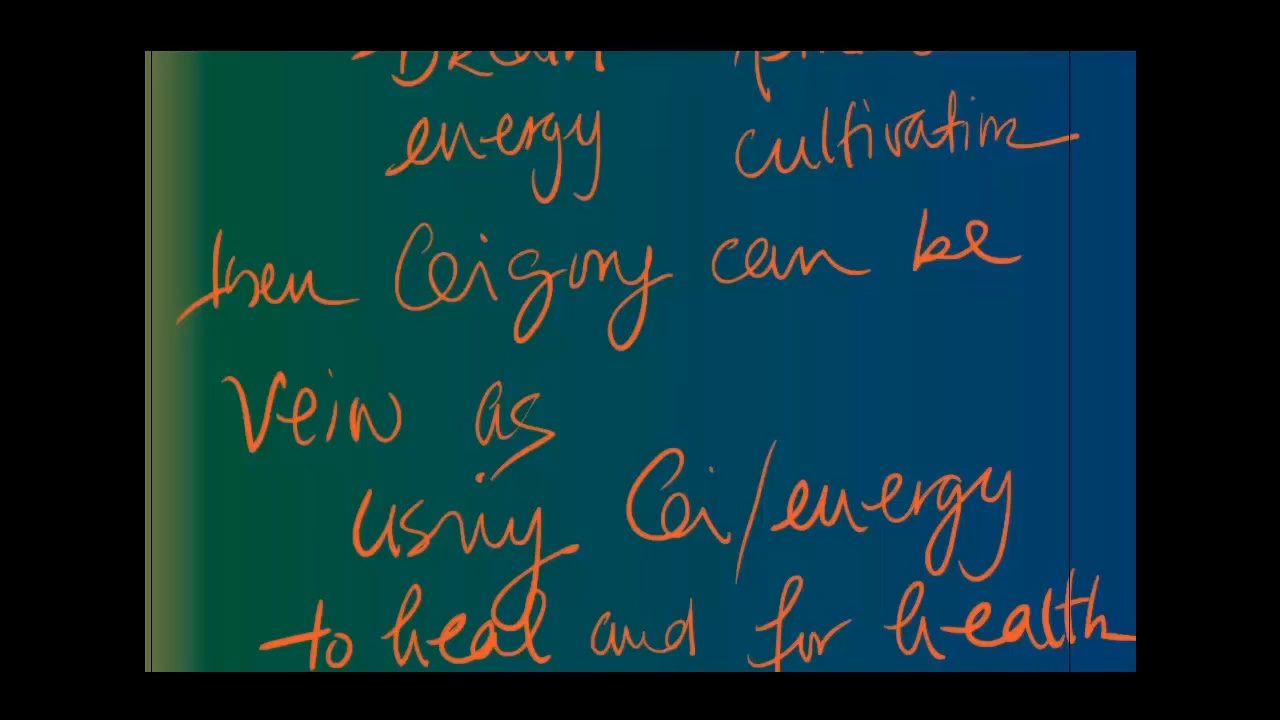 energy cultivation
then Qigong can be
Vein as
using Qi/energy
to heal and for health